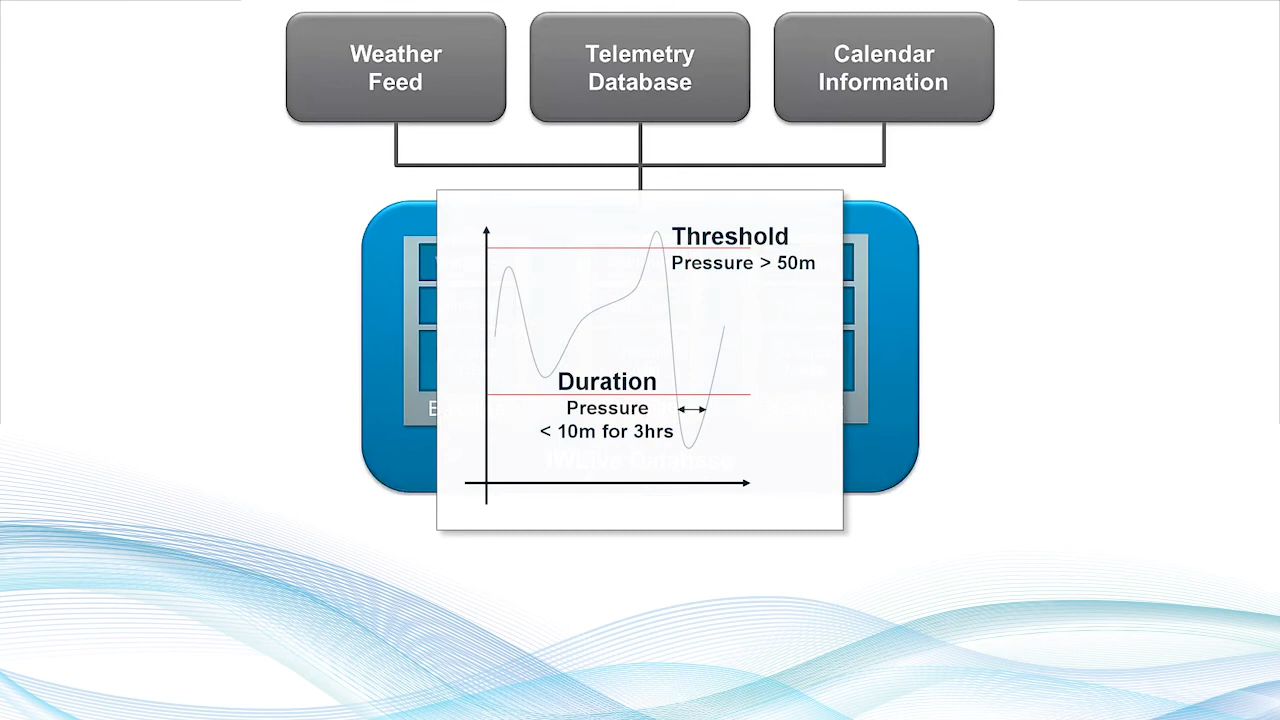 Weather
Feed
Telemetry
Database
Calendar
Information
Threshold
Pressure > 50m
Duration
Pressure
< 10m for 3hrs